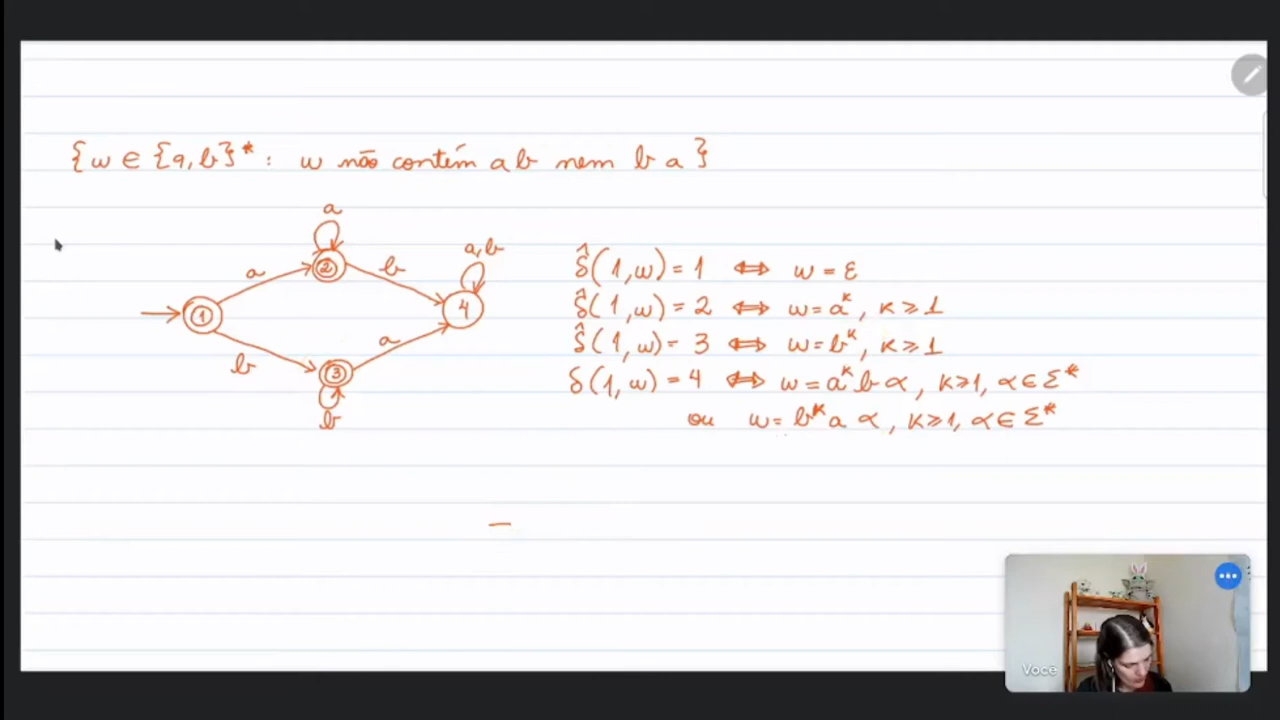 {w ∈ {a,b}* : w não contém ab nem ba}
a
a
b
a,b
1
2
4
b
a
3
b
δ̂(1,w) = 1 ⇔ w = ε
δ̂(1,w) = 2 ⇔ w = aᵏ, k ≥ 1
δ̂(1,w) = 3 ⇔ w = bᵏ, k ≥ 1
δ(1,w) = 4 ⇔ w = aᵏ b α, k ≥ 1, α ∈ Σ*
ou w = bᵏ a α, k ≥ 1, α ∈ Σ*
Você